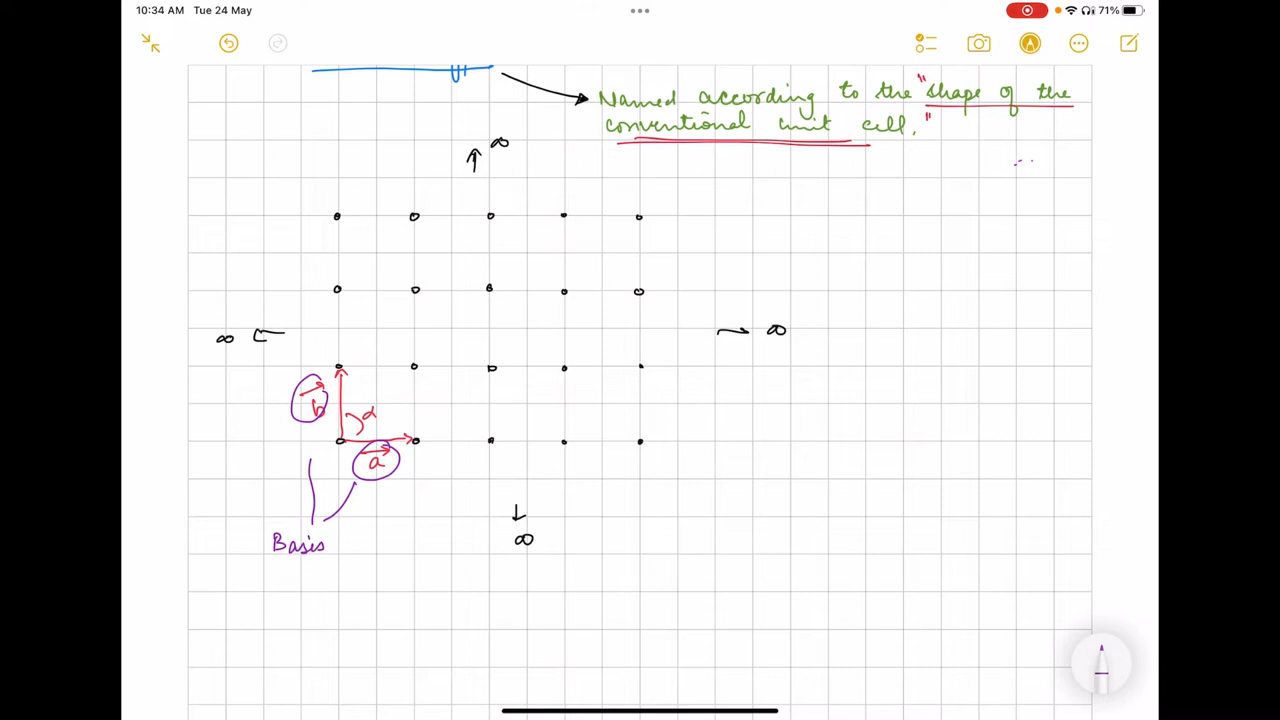 10:34 AM Tue 24 May
71%
Named according to the "shape of the
conventional unit cell."
∞
∞
∞
b
α
a
Basis
∞